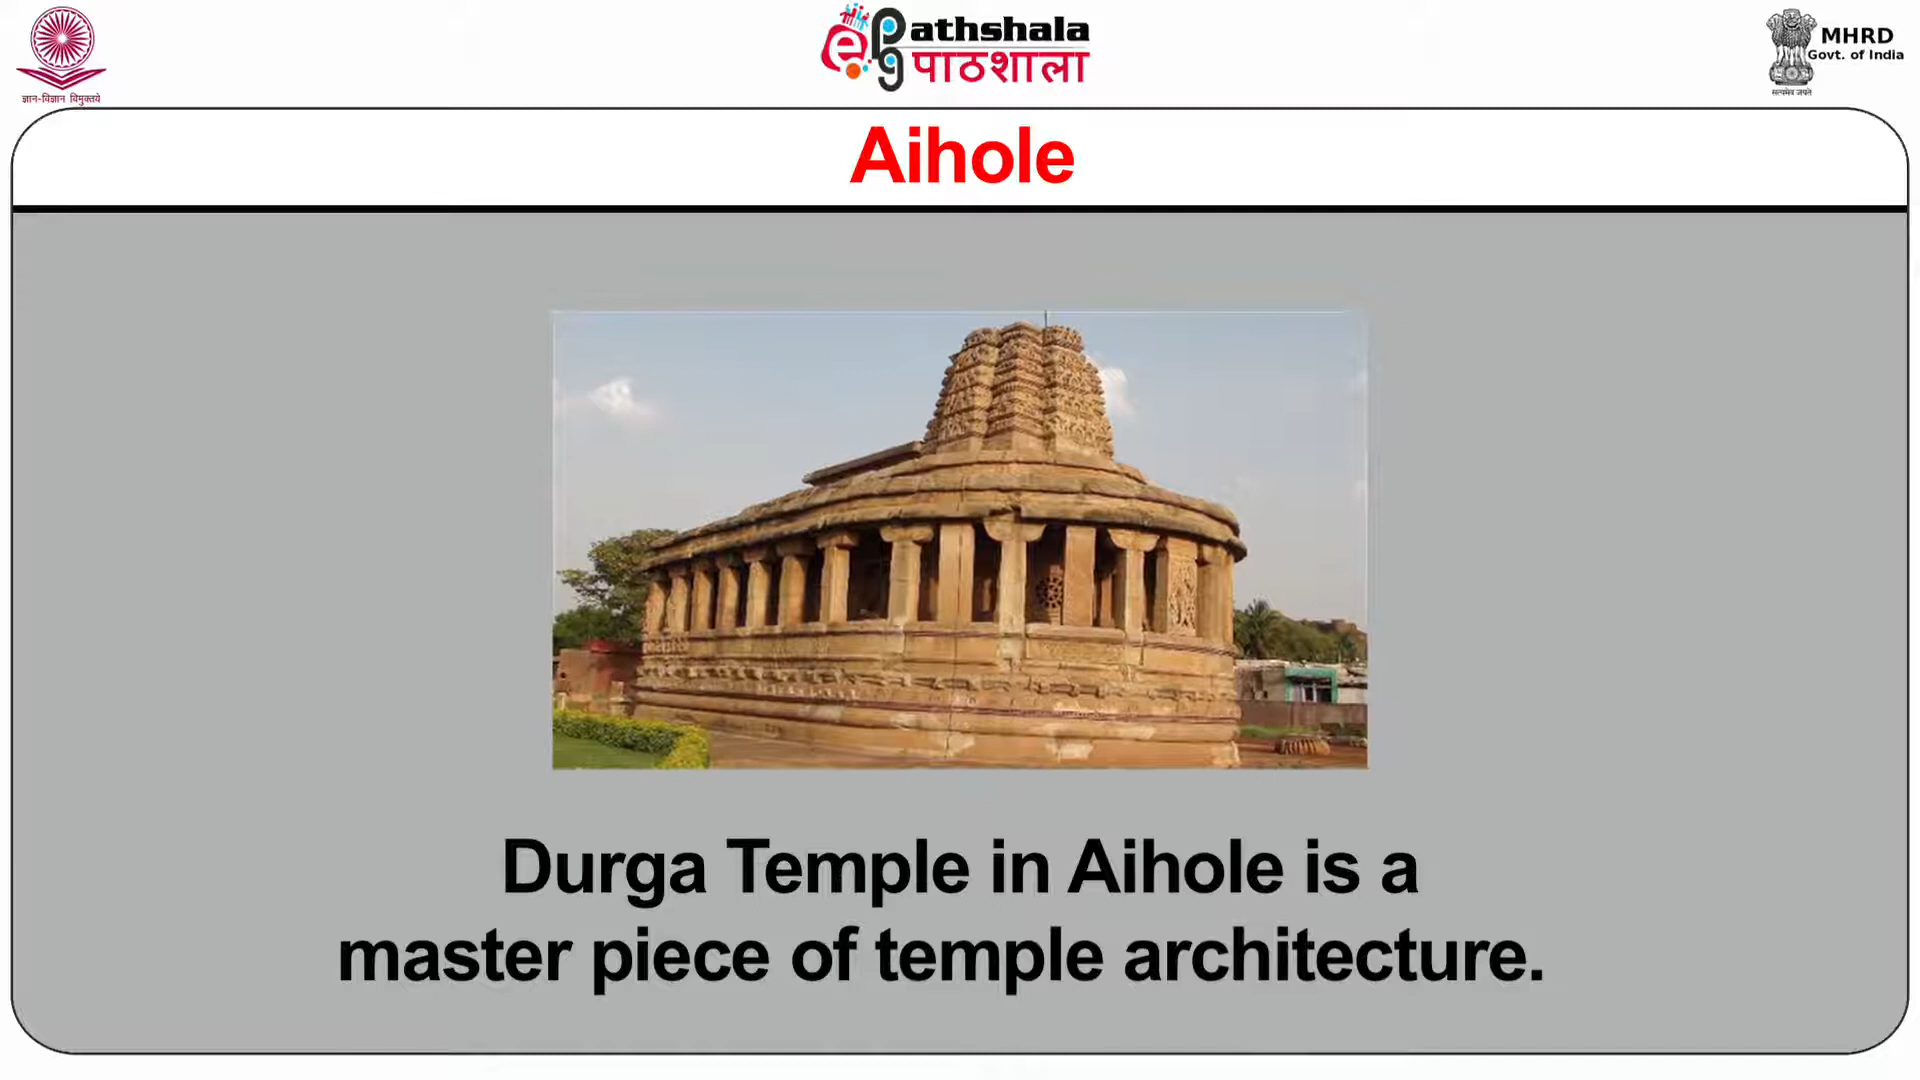 ज्ञान-विज्ञान विमुक्तये
ePathshala
पाठशाला
सत्यमेव जयते
MHRD
Govt. of India
Aihole
Durga Temple in Aihole is a
master piece of temple architecture.